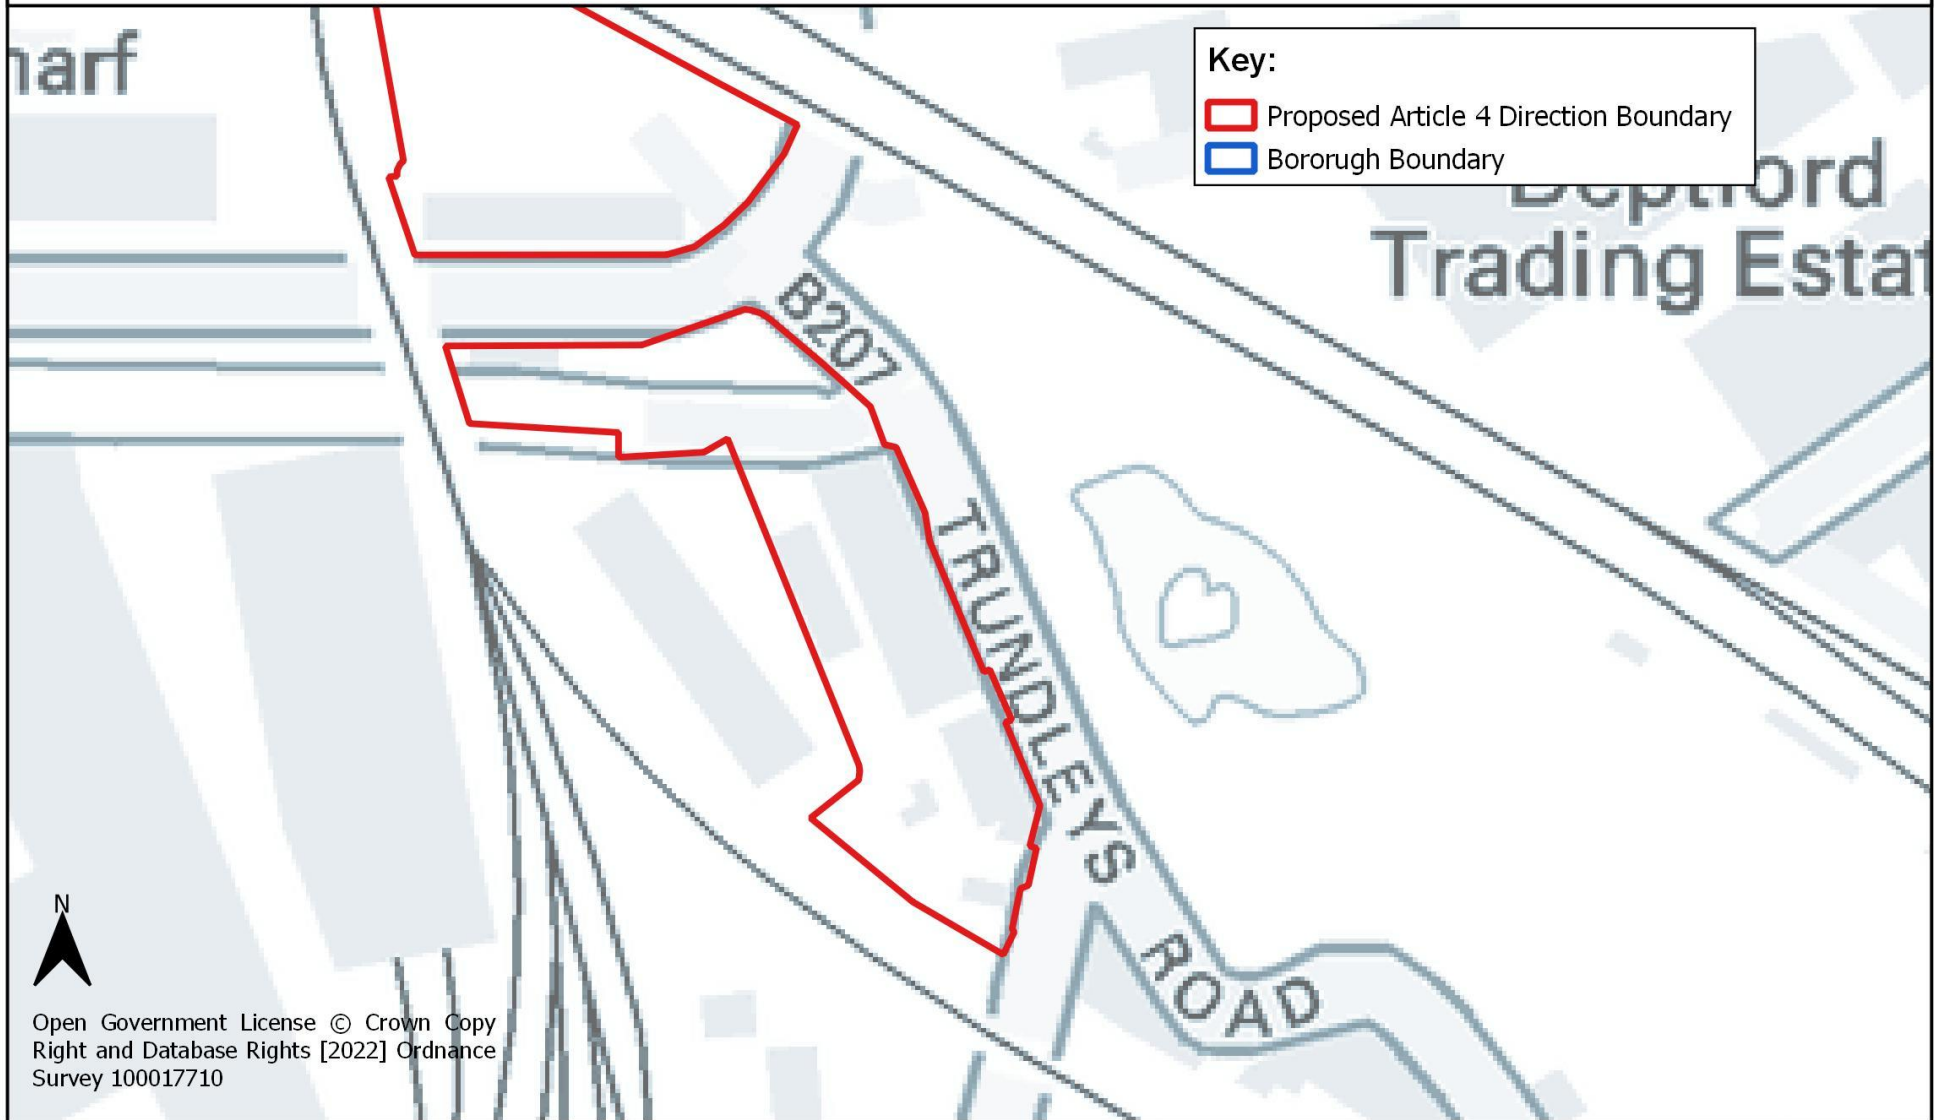 Key:
Proposed Article 4 Direction Boundary
Bororugh Boundary
Trading Estat
B207
TRUNDLEYS
ROAD
N
Open Government License © Crown Copy
Right and Database Rights [2022] Ordnance
Survey 100017710